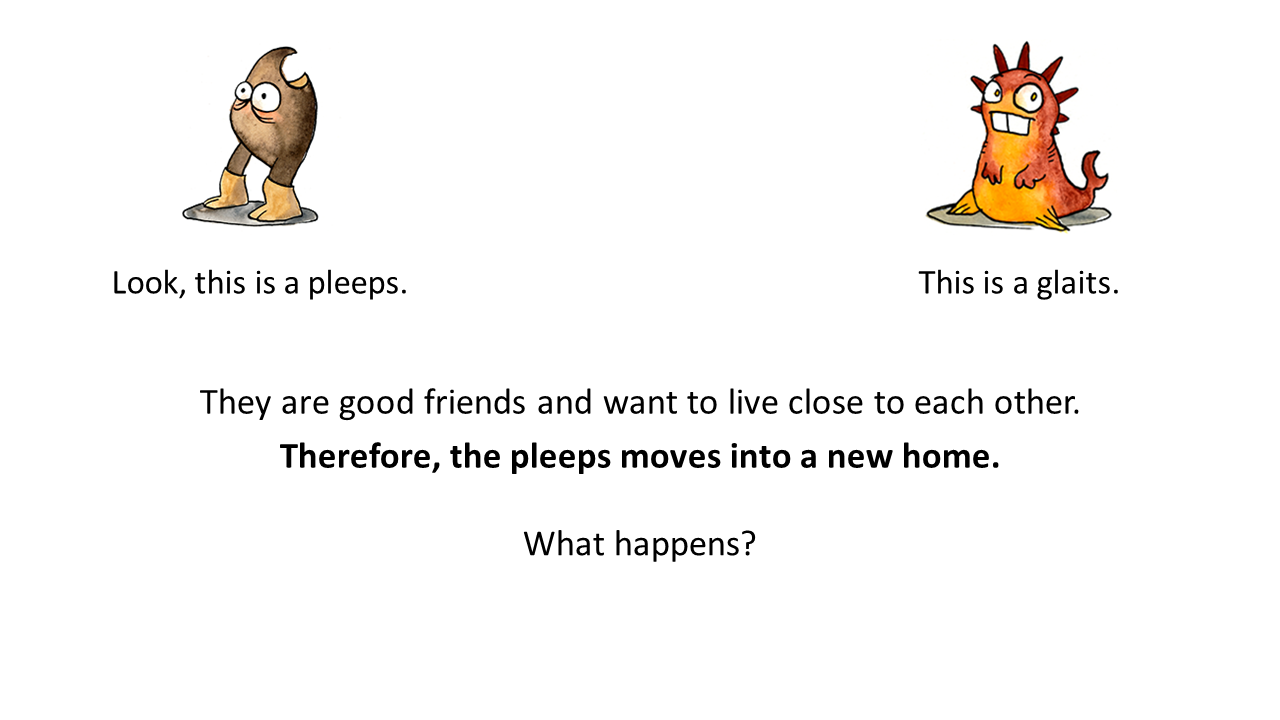 Look, this is a pleeps.
This is a glaits.
They are good friends and want to live close to each other.
Therefore, the pleeps moves into a new home.
What happens?